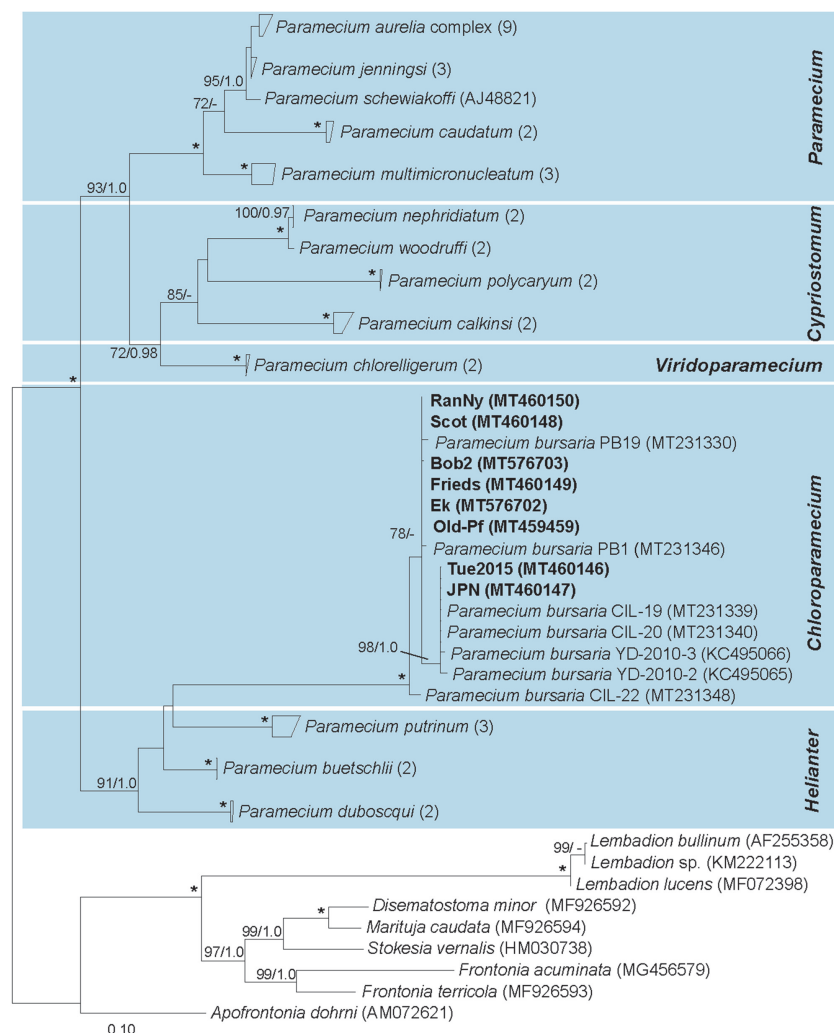 Paramecium aurelia complex (9)
Paramecium jenningsi (3)
95/1.0
Paramecium schewiakoffi (AJ48821)
72/-
* Paramecium caudatum (2)
*
* Paramecium multimicronucleatum (3)
Paramecium
93/1.0
100/0.97 Paramecium nephridiatum (2)
*
Paramecium woodruffi (2)
* Paramecium polycaryum (2)
85/-
* Paramecium calkinsi (2)
Cypriostomum
72/0.98
* Paramecium chlorelligerum (2)
Viridoparamecium
*
RanNy (MT460150)
Scot (MT460148)
Paramecium bursaria PB19 (MT231330)
Bob2 (MT576703)
Frieds (MT460149)
Ek (MT576702)
Old-Pf (MT459459)
78/-
Paramecium bursaria PB1 (MT231346)
Tue2015 (MT460146)
JPN (MT460147)
Paramecium bursaria CIL-19 (MT231339)
Paramecium bursaria CIL-20 (MT231340)
98/1.0
Paramecium bursaria YD-2010-3 (KC495066)
Paramecium bursaria YD-2010-2 (KC495065)
*
Paramecium bursaria CIL-22 (MT231348)
Chloroparamecium
* Paramecium putrinum (3)
* Paramecium buetschlii (2)
91/1.0
* Paramecium duboscqui (2)
Helianter
Lembadion bullinum (AF255358)
99/-
Lembadion sp. (KM222113)
*
Lembadion lucens (MF072398)
*
Disematostoma minor (MF926592)
*
Marituja caudata (MF926594)
99/1.0
Stokesia vernalis (HM030738)
97/1.0
Frontonia acuminata (MG456579)
99/1.0
Frontonia terricola (MF926593)
Apofrontonia dohrni (AM072621)
0.10